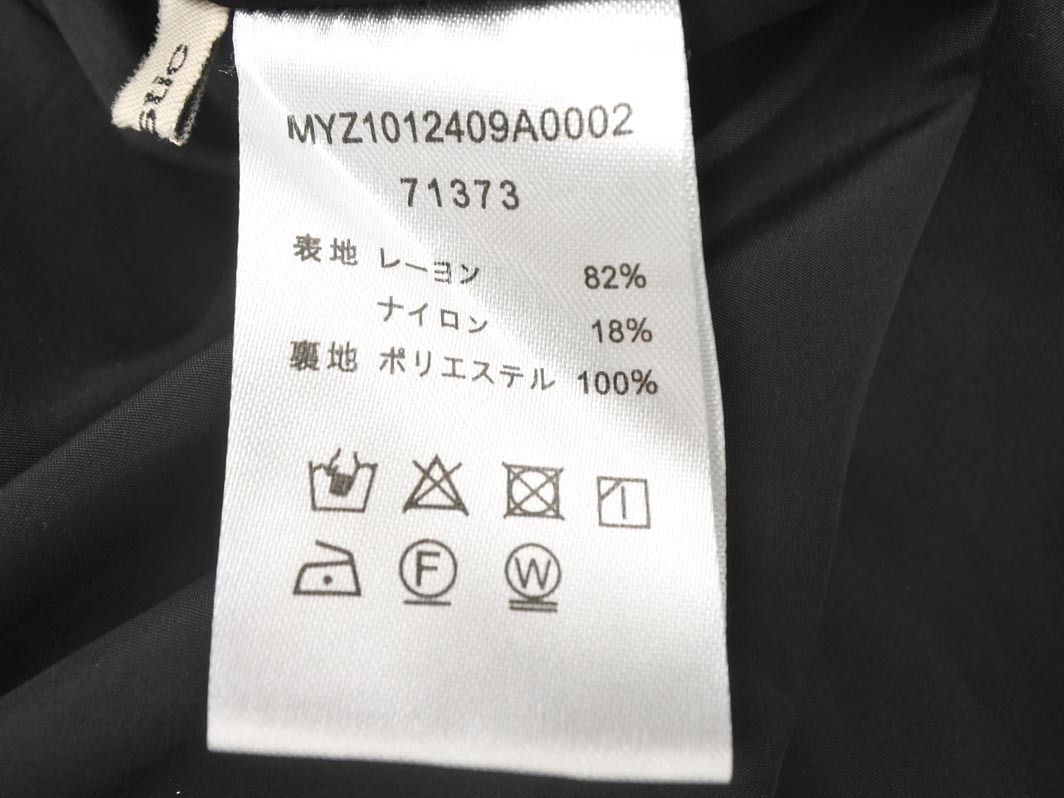 MYZ1012409A0002
71373
表地 レーヨン 82%
ナイロン 18%
裏地 ポリエステル 100%
F W